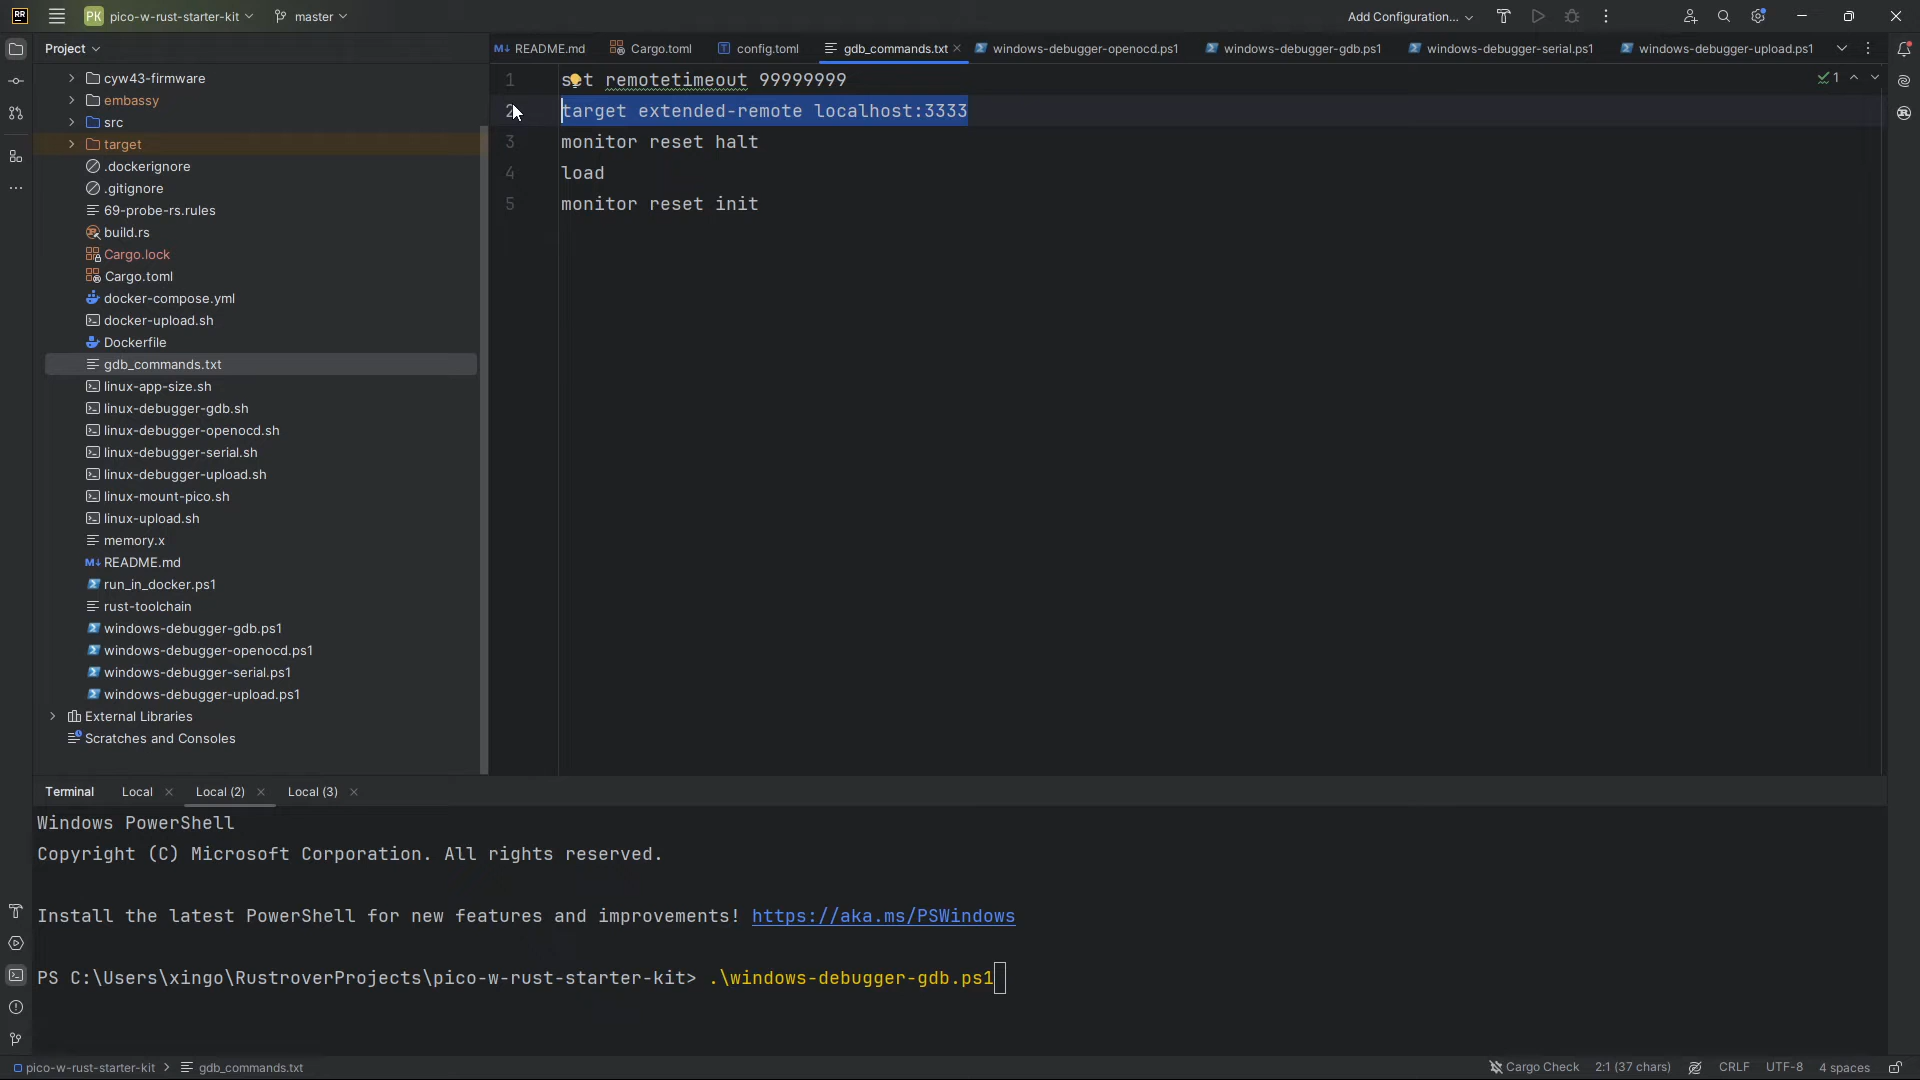 PK pico-w-rust-starter-kit master Add Configuration...
Project
README.md Cargo.toml config.toml gdb_commands.txt windows-debugger-openocd.ps1 windows-debugger-gdb.ps1 windows-debugger-serial.ps1 windows-debugger-upload.ps1
cyw43-firmware
embassy
src
target
.dockerignore
.gitignore
69-probe-rs.rules
build.rs
Cargo.lock
Cargo.toml
docker-compose.yml
docker-upload.sh
Dockerfile
gdb_commands.txt
linux-app-size.sh
linux-debugger-gdb.sh
linux-debugger-openocd.sh
linux-debugger-serial.sh
linux-debugger-upload.sh
linux-mount-pico.sh
linux-upload.sh
memory.x
README.md
run_in_docker.ps1
rust-toolchain
windows-debugger-gdb.ps1
windows-debugger-openocd.ps1
windows-debugger-serial.ps1
windows-debugger-upload.ps1
External Libraries
Scratches and Consoles
1 set remotetimeout 99999999
2 target extended-remote localhost:3333
3 monitor reset halt
4 load
5 monitor reset init
1
Terminal Local Local (2) Local (3)
Windows PowerShell
Copyright (C) Microsoft Corporation. All rights reserved.
Install the latest PowerShell for new features and improvements! https://aka.ms/PSWindows
PS C:\Users\xingo\RustroverProjects\pico-w-rust-starter-kit> .\windows-debugger-gdb.ps1
pico-w-rust-starter-kit gdb_commands.txt Cargo Check 2:1 (37 chars) CRLF UTF-8 4 spaces